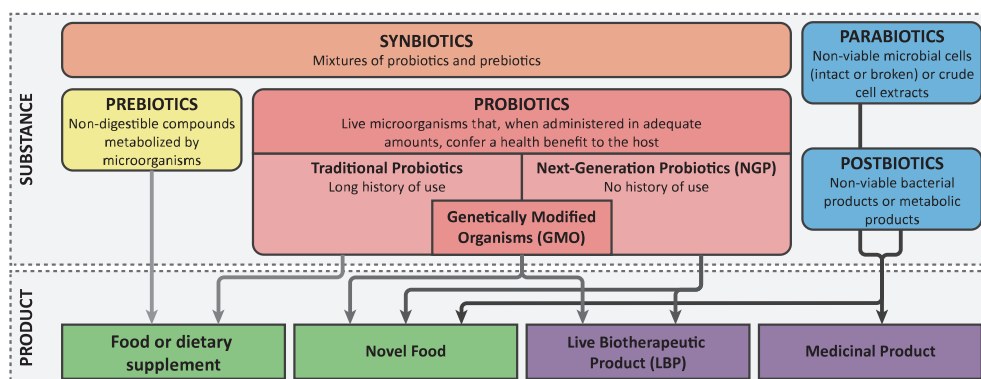 SUBSTANCE
SYNBIOTICS
Mixtures of probiotics and prebiotics
PARABIOTICS
Non-viable microbial cells
(intact or broken) or crude
cell extracts
PREBIOTICS
Non-digestible compounds
metabolized by
microorganisms
PROBIOTICS
Live microorganisms that, when administered in adequate
amounts, confer a health benefit to the host
Traditional Probiotics
Long history of use
Next-Generation Probiotics (NGP)
No history of use
Genetically Modified
Organisms (GMO)
POSTBIOTICS
Non-viable bacterial
products or metabolic
products
PRODUCT
Food or dietary
supplement
Novel Food
Live Biotherapeutic
Product (LBP)
Medicinal Product